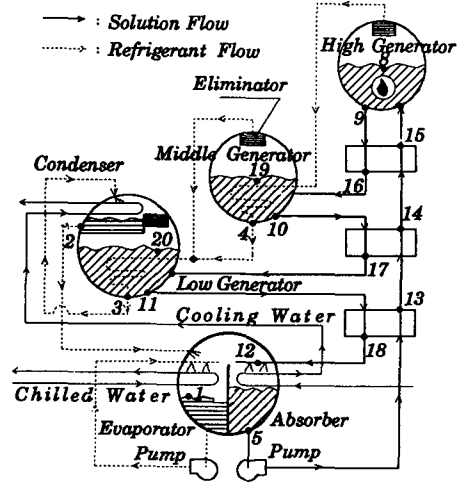 : Solution Flow
: Refrigerant Flow
High Generator
8
Eliminator
9
15
Condenser
Middle Generator
19
16
14
2
20
4
10
17
3
11
Low Generator
13
Cooling Water
12
18
Chilled Water
1
Absorber
Evaporator
5
Pump
Pump